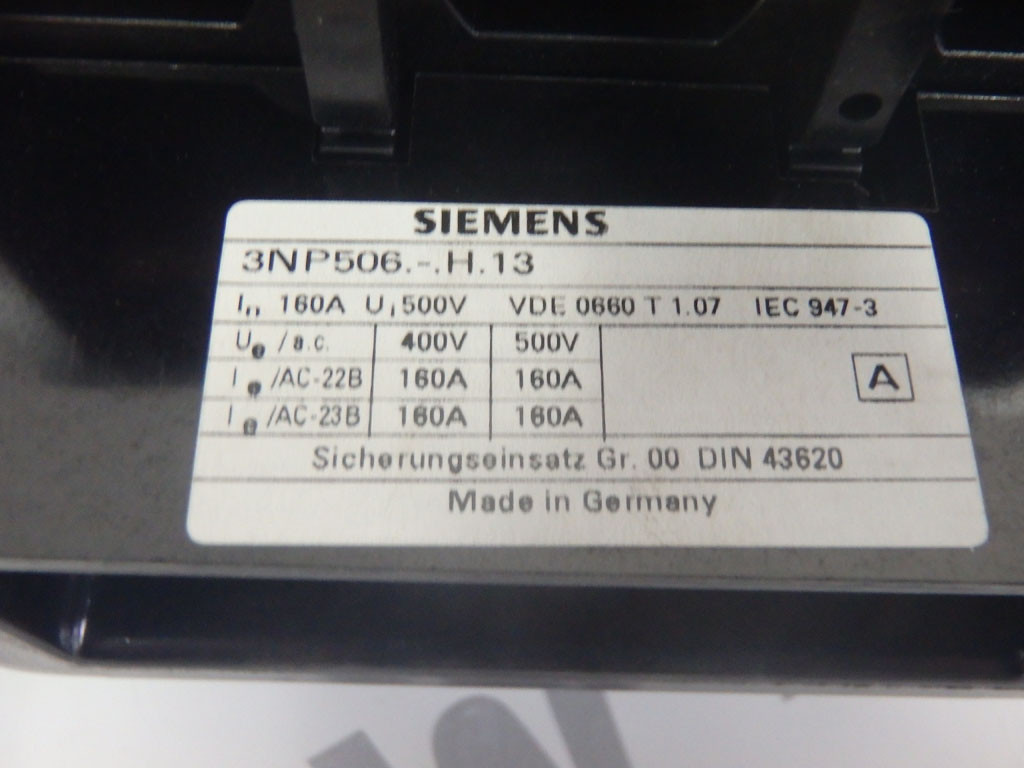 SIEMENS
3NP506.-.H.13
In 160A Ui 500V VDE 0660 T 1.07 IEC 947-3
Ue /a.c. 400V 500V
Ie /AC-22B 160A 160A
A
Ie /AC-23B 160A 160A
Sicherungseinsatz Gr. 00 DIN 43620
Made in Germany